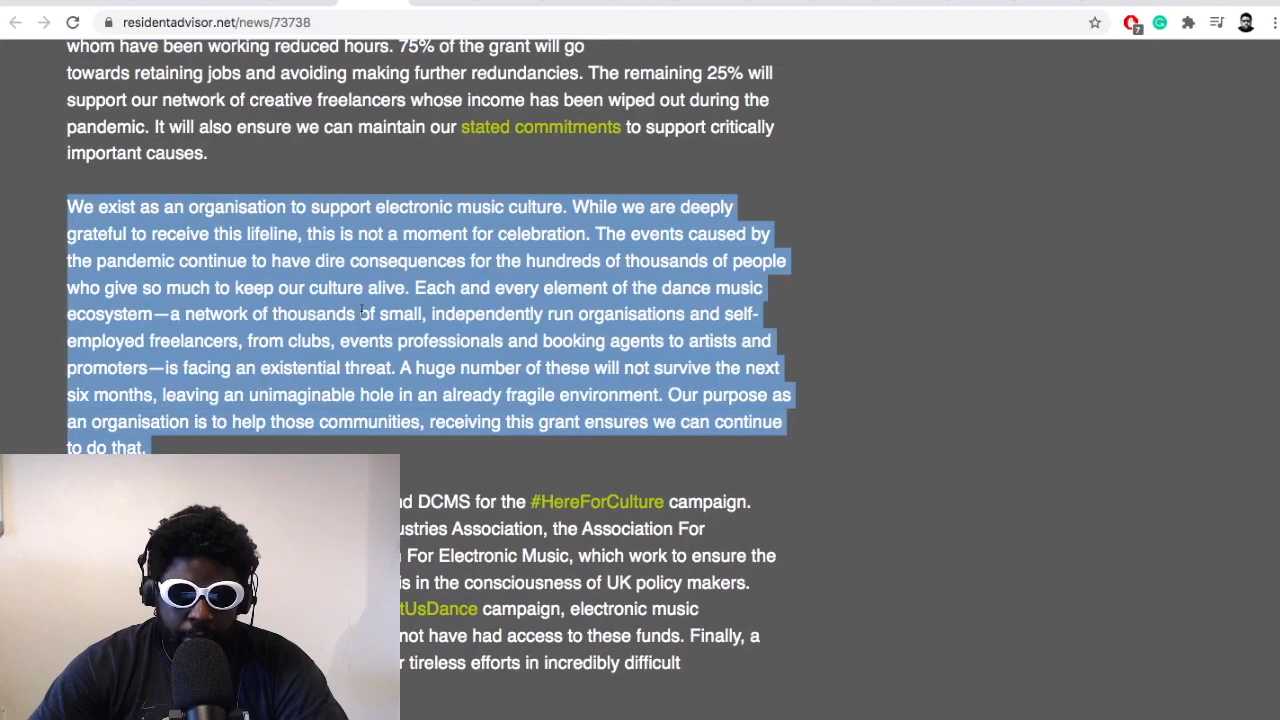 residentadvisor.net/news/73738
7
whom have been working reduced hours. 75% of the grant will go
towards retaining jobs and avoiding making further redundancies. The remaining 25% will
support our network of creative freelancers whose income has been wiped out during the
pandemic. It will also ensure we can maintain our stated commitments to support critically
important causes.
We exist as an organisation to support electronic music culture. While we are deeply
grateful to receive this lifeline, this is not a moment for celebration. The events caused by
the pandemic continue to have dire consequences for the hundreds of thousands of people
who give so much to keep our culture alive. Each and every element of the dance music
ecosystem—a network of thousands of small, independently run organisations and self-
employed freelancers, from clubs, events professionals and booking agents to artists and
promoters—is facing an existential threat. A huge number of these will not survive the next
six months, leaving an unimaginable hole in an already fragile environment. Our purpose as
an organisation is to help those communities, receiving this grant ensures we can continue
to do that.
nd DCMS for the #HereForCulture campaign.
ustries Association, the Association For
For Electronic Music, which work to ensure the
is in the consciousness of UK policy makers.
tUsDance campaign, electronic music
not have had access to these funds. Finally, a
r tireless efforts in incredibly difficult